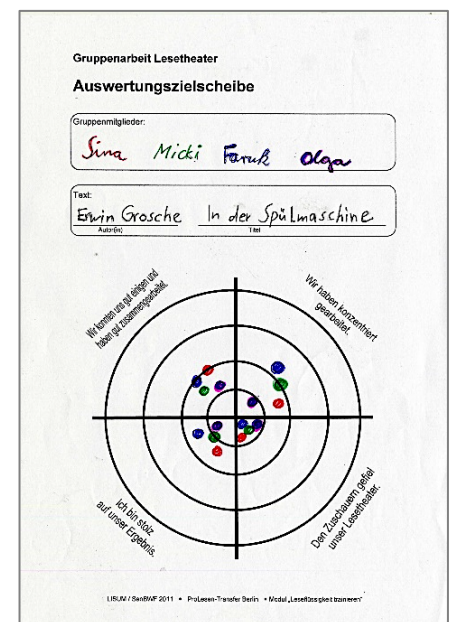 Gruppenarbeit Lesetheater
Auswertungszielscheibe
Gruppenmitglieder:
Sina Micki Faruk Olga
Text:
Erwin Grosche In der Spülmaschine
Autor(in) Titel
Wir konnten uns gut einigen und
haben gut zusammengearbeitet.
Wir haben konzentriert
gearbeitet.
ich bin stolz
auf unser Ergebnis.
Den Zuschauern gefiel
unser Lesetheater.
LISUM / SenBWF 2011 • ProLesen-Transfer Berlin • Modul „Leseflüssigkeit trainieren“